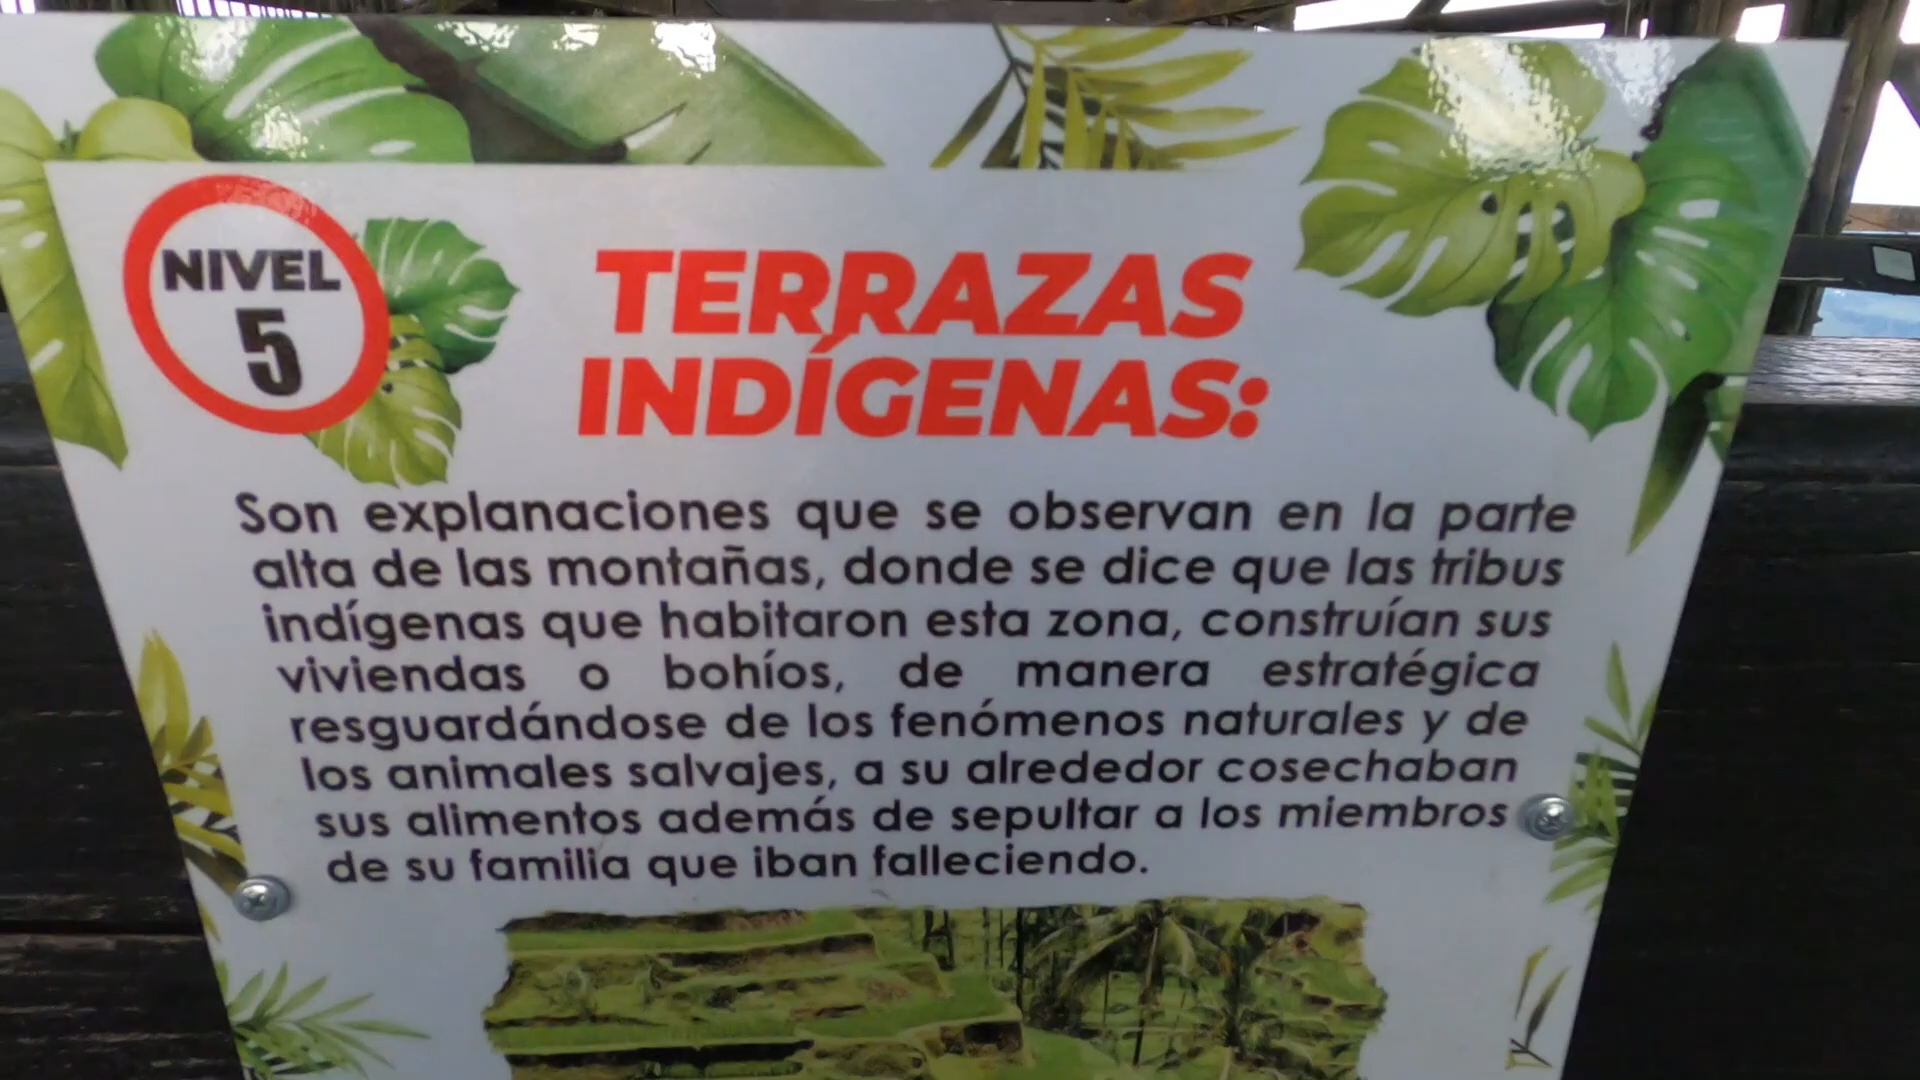 NIVEL
5
TERRAZAS
INDÍGENAS:
Son explanaciones que se observan en la parte
alta de las montañas, donde se dice que las tribus
indígenas que habitaron esta zona, construían sus
viviendas o bohíos, de manera estratégica
resguardándose de los fenómenos naturales y de
los animales salvajes, a su alrededor cosechaban
sus alimentos además de sepultar a los miembros
de su familia que iban falleciendo.